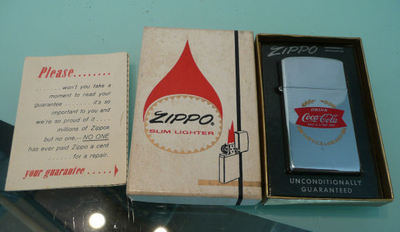 Please........
........ won't you take a
moment to read your
guarantee ........ it's so
important to you and
we're so proud of it....
millions of Zippos
but no one,— NO ONE
has ever paid Zippo a cent
for a repair.
your guarantee .....
ZIPPO.
SLIM LIGHTER
ZIPPO
DRINK
Coca-Cola
UNCONDITIONALLY
GUARANTEED